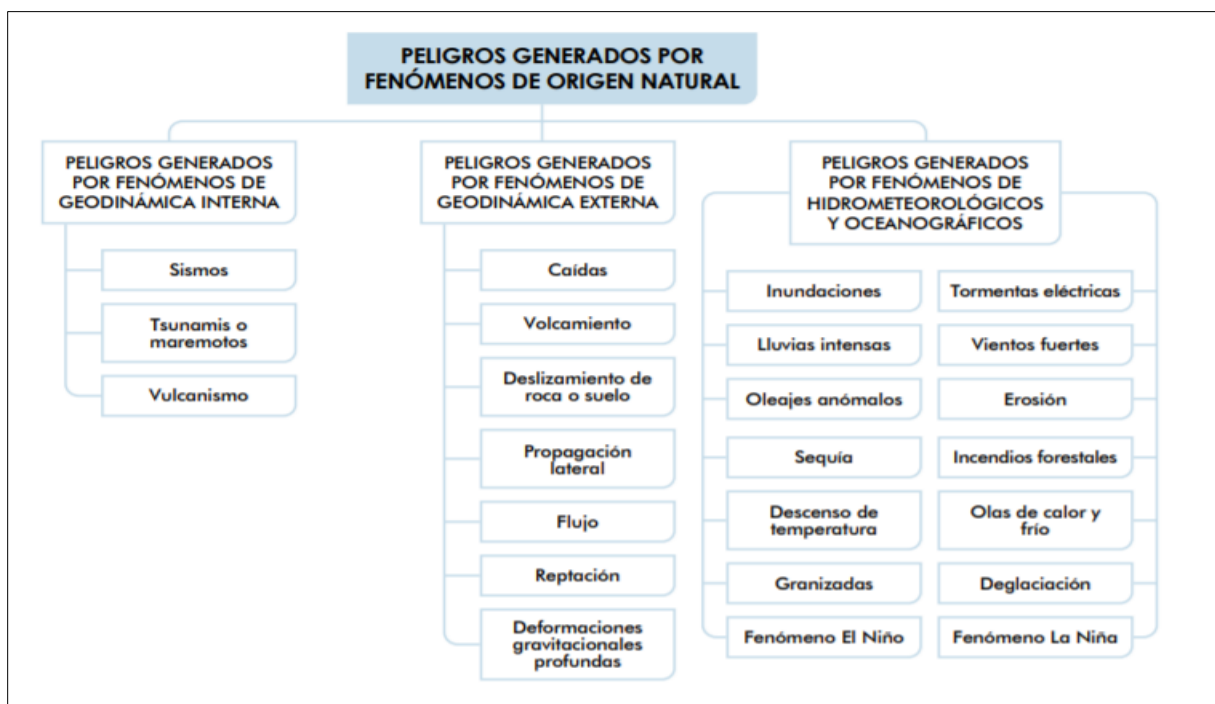 PELIGROS GENERADOS POR
FENÓMENOS DE ORIGEN NATURAL
PELIGROS GENERADOS
POR FENÓMENOS DE
GEODINÁMICA INTERNA
Sismos
Tsunamis o
maremotos
Vulcanismo
PELIGROS GENERADOS
POR FENÓMENOS DE
GEODINÁMICA EXTERNA
Caídas
Volcamiento
Deslizamiento de
roca o suelo
Propagación
lateral
Flujo
Reptación
Deformaciones
gravitacionales
profundas
PELIGROS GENERADOS
POR FENÓMENOS DE
HIDROMETEOROLÓGICOS
Y OCEANOGRÁFICOS
Inundaciones
Lluvias intensas
Oleajes anómalos
Sequía
Descenso de
temperatura
Granizadas
Fenómeno El Niño
Tormentas eléctricas
Vientos fuertes
Erosión
Incendios forestales
Olas de calor y
frío
Deglaciación
Fenómeno La Niña